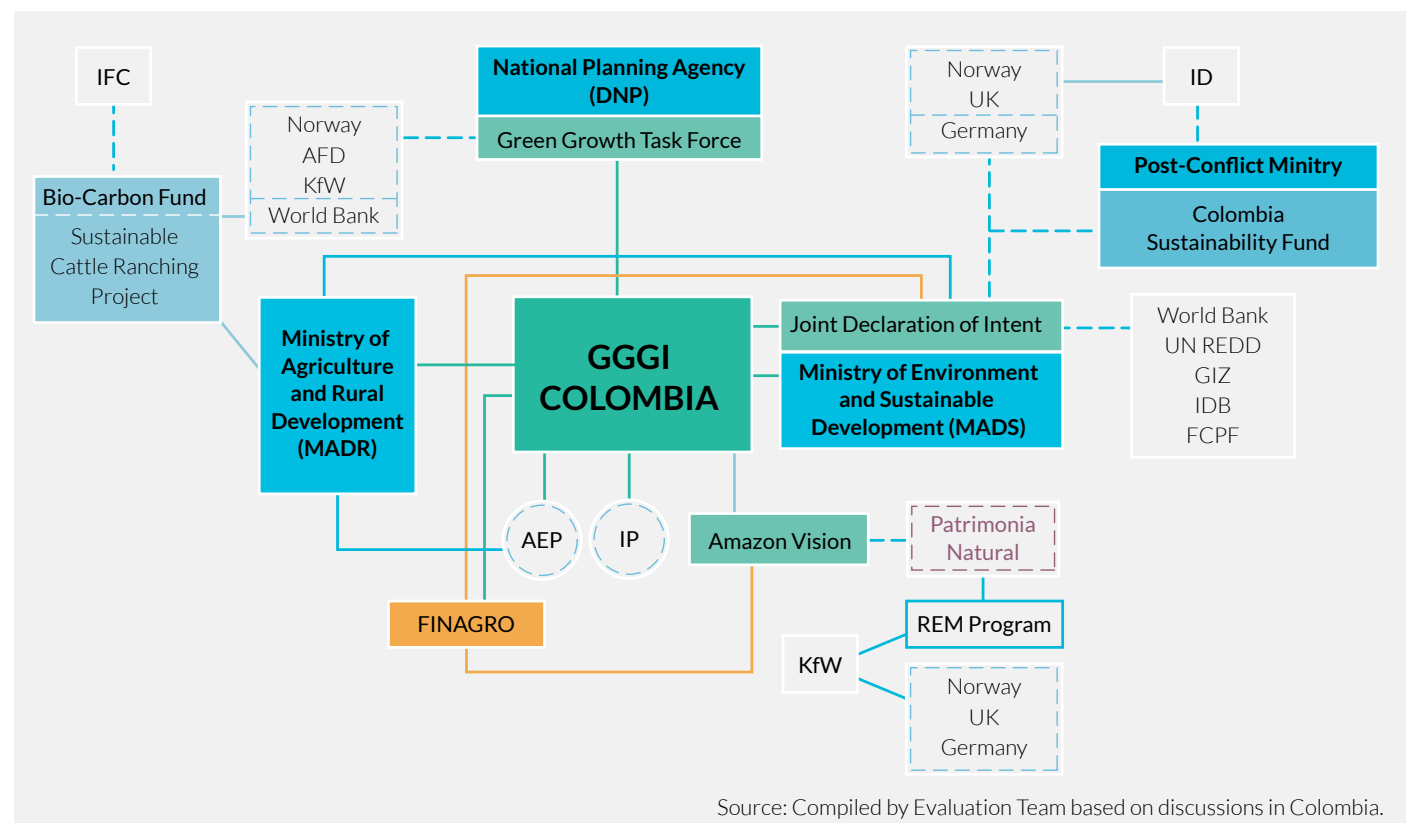 IFC
National Planning Agency
(DNP)
Green Growth Task Force
Norway
AFD
KfW
World Bank
Norway
UK
Germany
ID
Bio-Carbon Fund
Sustainable
Cattle Ranching
Project
Post-Conflict Minitry
Colombia
Sustainability Fund
Ministry of
Agriculture
and Rural
Development
(MADR)
GGGI
COLOMBIA
Joint Declaration of Intent
Ministry of Environment
and Sustainable
Development (MADS)
World Bank
UN REDD
GIZ
IDB
FCPF
AEP
IP
Amazon Vision
Patrimonia
Natural
FINAGRO
REM Program
KfW
Norway
UK
Germany
Source: Compiled by Evaluation Team based on discussions in Colombia.